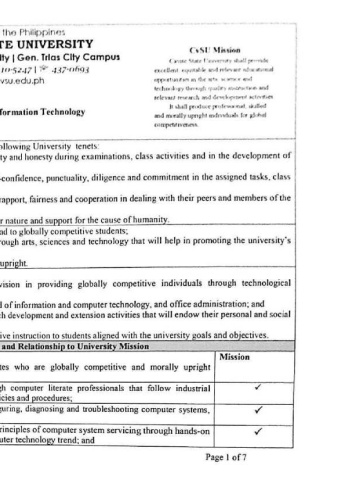 the Philippines
TE UNIVERSITY
ty | Gen. Trias City Campus
10-5247 | ☏ 437-0693
vsu.edu.ph
CvSU Mission
Cavite State University shall provide
excellent, equitable and relevant educational
opportunities in the arts, science and
technology through quality instruction and
relevant research and development activities.
It shall produce professional, skilled
and morally upright individuals for global
competitiveness.
formation Technology
ollowing University tenets:
ty and honesty during examinations, class activities and in the development of
-confidence, punctuality, diligence and commitment in the assigned tasks, class
rapport, fairness and cooperation in dealing with their peers and members of the
r nature and support for the cause of humanity.
ad to globally competitive students;
rough arts, sciences and technology that will help in promoting the university's
upright.
vision in providing globally competitive individuals through technological
d of information and computer technology, and office administration; and
ch development and extension activities that will endow their personal and social
ive instruction to students aligned with the university goals and objectives.
and Relationship to University Mission
Mission
tes who are globally competitive and morally upright
gh computer literate professionals that follow industrial ✓
icies and procedures;
guring, diagnosing and troubleshooting computer systems, ✓
rinciples of computer system servicing through hands-on ✓
uter technology trend; and
Page 1 of 7